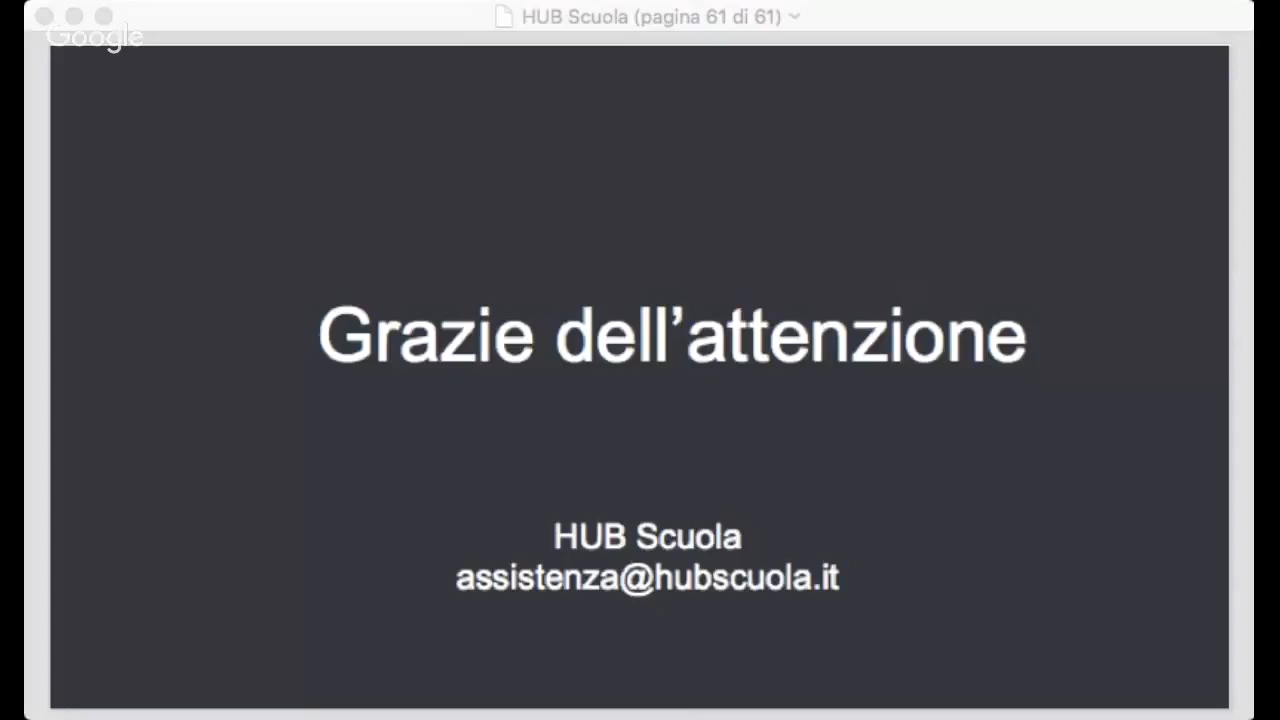 HUB Scuola (pagina 61 di 61)
Google
Grazie dell’attenzione
HUB Scuola
assistenza@hubscuola.it